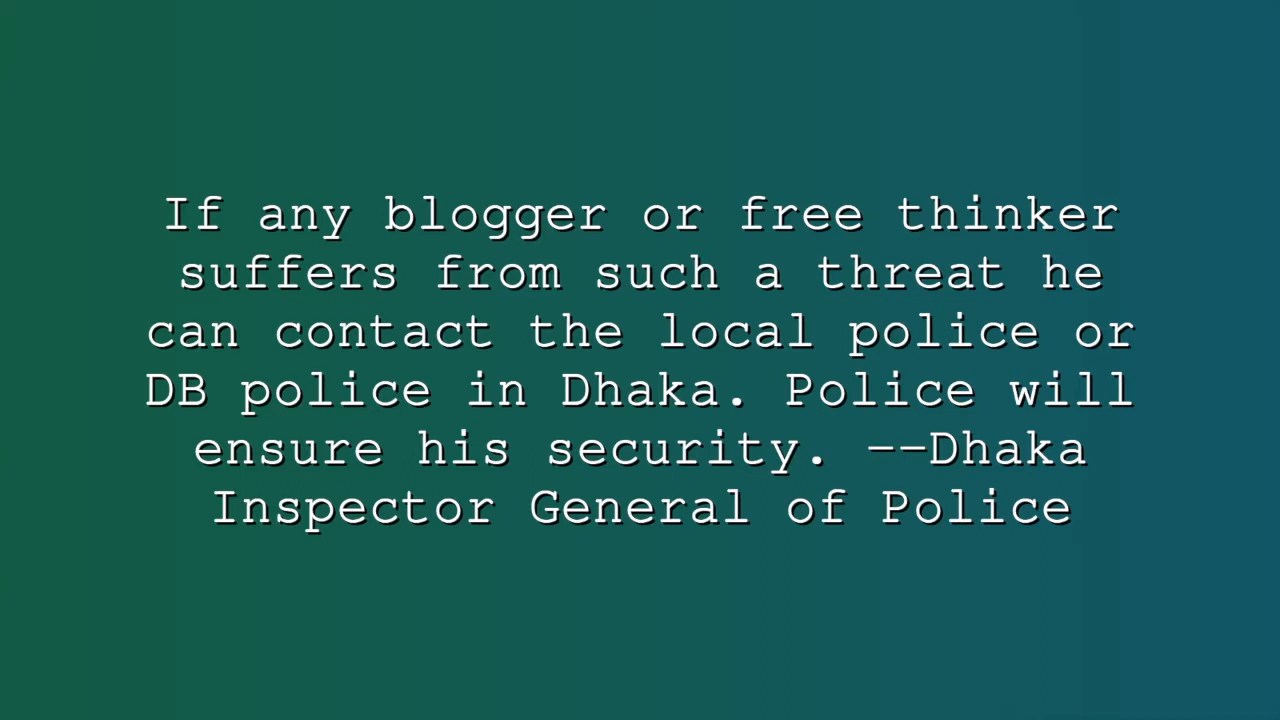 If any blogger or free thinker
suffers from such a threat he
can contact the local police or
DB police in Dhaka. Police will
ensure his security. --Dhaka
Inspector General of Police